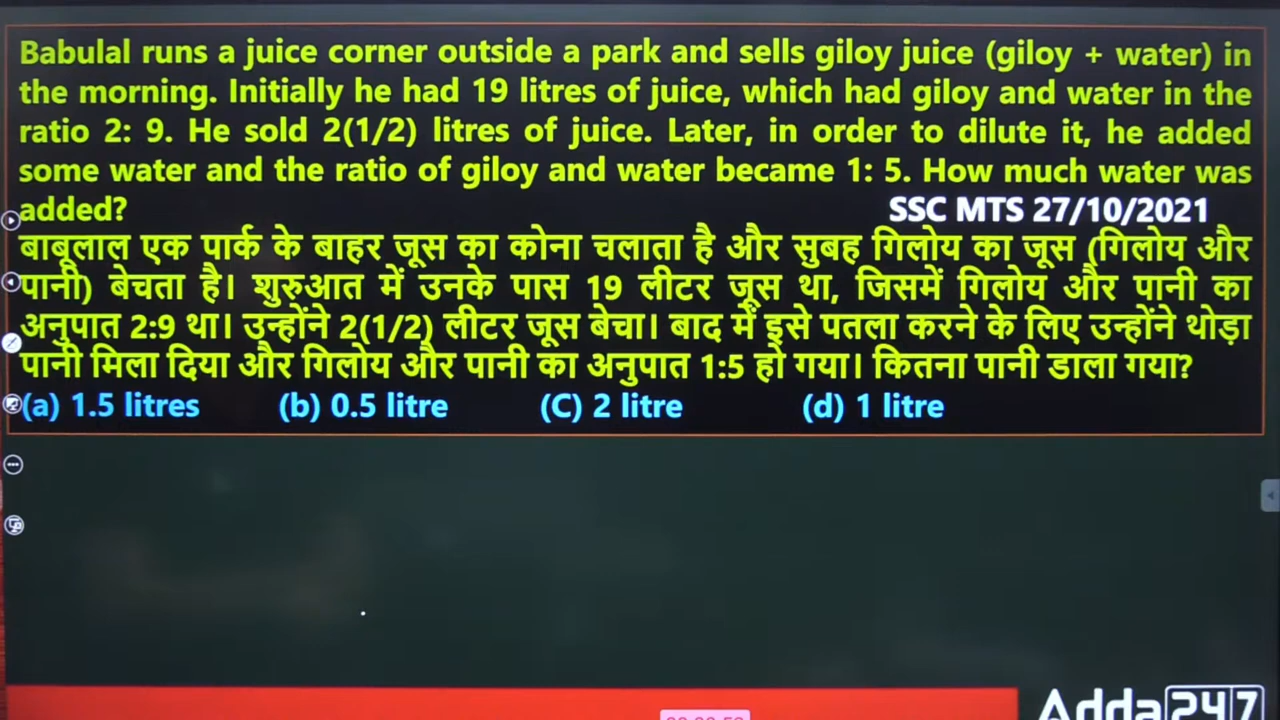 Babulal runs a juice corner outside a park and sells giloy juice (giloy + water) in
the morning. Initially he had 19 litres of juice, which had giloy and water in the
ratio 2: 9. He sold 2(1/2) litres of juice. Later, in order to dilute it, he added
some water and the ratio of giloy and water became 1: 5. How much water was
added? SSC MTS 27/10/2021
बाबूलाल एक पार्क के बाहर जूस का कोना चलाता है और सुबह गिलोय का जूस (गिलोय और
पानी) बेचता है। शुरुआत में उनके पास 19 लीटर जूस था, जिसमें गिलोय और पानी का
अनुपात 2:9 था। उन्होंने 2(1/2) लीटर जूस बेचा। बाद में इसे पतला करने के लिए उन्होंने थोड़ा
पानी मिला दिया और गिलोय और पानी का अनुपात 1:5 हो गया। कितना पानी डाला गया?
(a) 1.5 litres (b) 0.5 litre (C) 2 litre (d) 1 litre
Adda 247